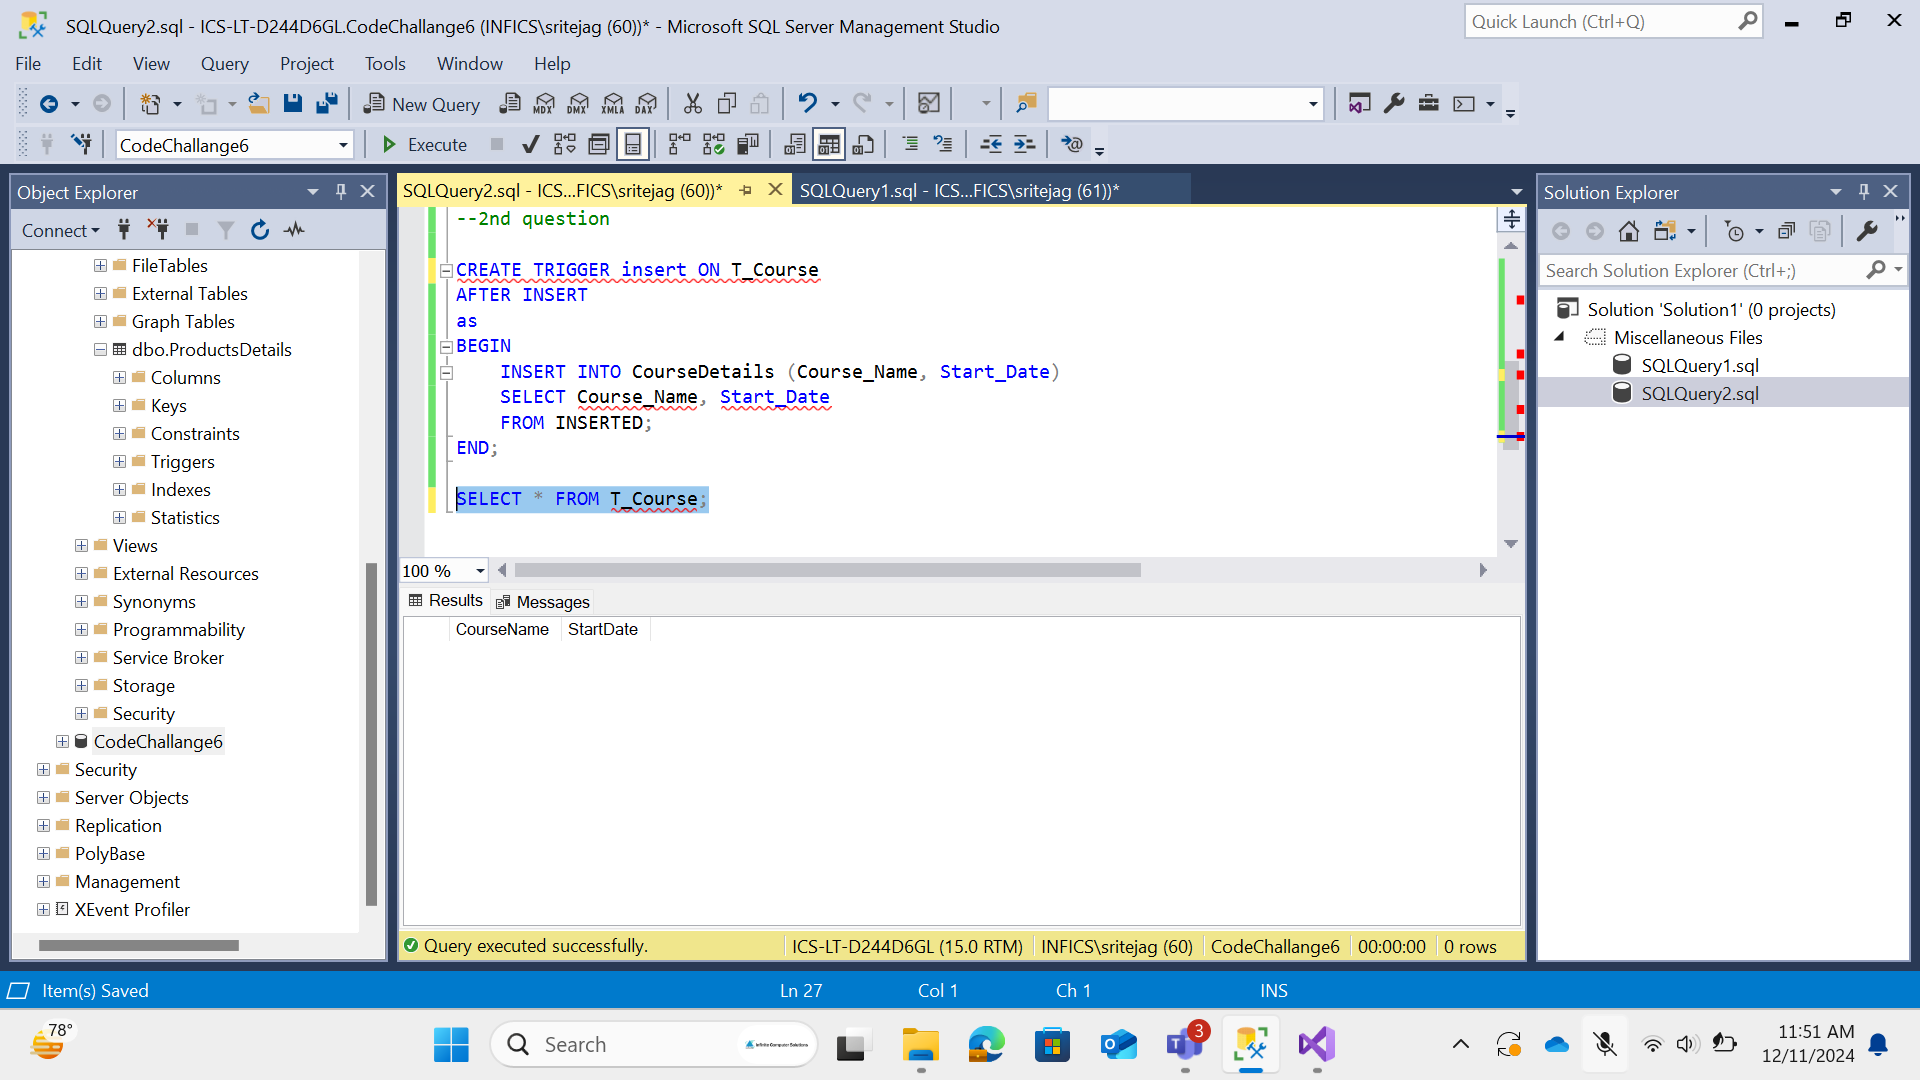 SQLQuery2.sql - ICS-LT-D244D6GL.CodeChallange6 (INFICS\sritejag (60))* - Microsoft SQL Server Management Studio
Quick Launch (Ctrl+Q)
File Edit View Query Project Tools Window Help
New Query MDX DMX XMLA DAX
CodeChallange6 Execute
Object Explorer
Connect
FileTables
External Tables
Graph Tables
dbo.ProductsDetails
Columns
Keys
Constraints
Triggers
Indexes
Statistics
Views
External Resources
Synonyms
Programmability
Service Broker
Storage
Security
CodeChallange6
Security
Server Objects
Replication
PolyBase
Management
XEvent Profiler
SQLQuery2.sql - ICS...FICS\sritejag (60))* SQLQuery1.sql - ICS...FICS\sritejag (61))*
--2nd question
CREATE TRIGGER insert ON T_Course
AFTER INSERT
as
BEGIN
INSERT INTO CourseDetails (Course_Name, Start_Date)
SELECT Course_Name, Start_Date
FROM INSERTED;
END;
SELECT * FROM T_Course;
100 %
Results Messages
CourseName StartDate
Query executed successfully. ICS-LT-D244D6GL (15.0 RTM) INFICS\sritejag (60) CodeChallange6 00:00:00 0 rows
Solution Explorer
Search Solution Explorer (Ctrl+;)
Solution 'Solution1' (0 projects)
Miscellaneous Files
SQLQuery1.sql
SQLQuery2.sql
Item(s) Saved Ln 27 Col 1 Ch 1 INS
78°
Search Infinite Computer Solutions
3
11:51 AM
12/11/2024